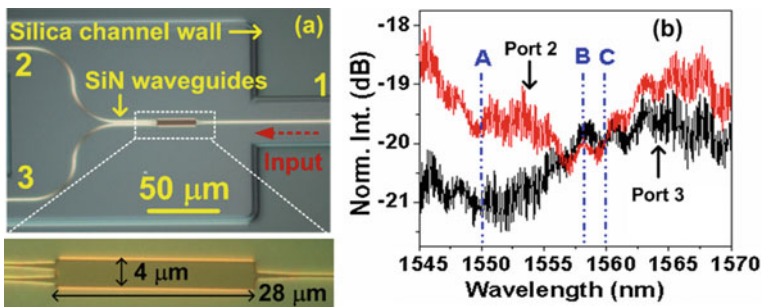 Silica channel wall
(a)
2
SiN waveguides
1
Input
3
50 μm
4 μm
28 μm
(b)
Norm. Int. (dB)
-18
-19
-20
-21
A
Port 2
B
C
Port 3
1545 1550 1555 1560 1565 1570
Wavelength (nm)